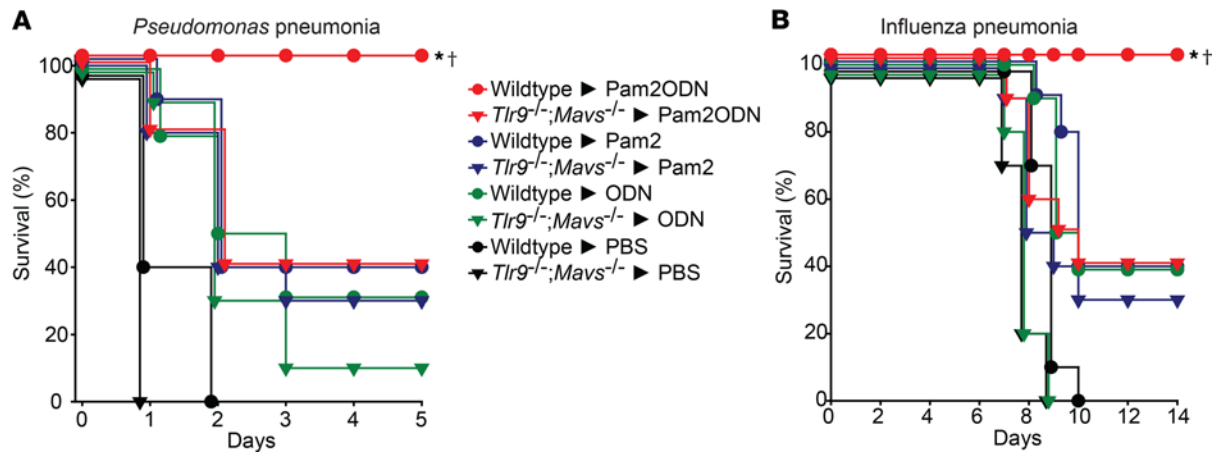 A
Pseudomonas pneumonia
Survival (%)
100
80
60
40
20
0
0 1 2 3 4 5
Days
*†
Wildtype ► Pam2ODN
Tlr9-/-;Mavs-/- ► Pam2ODN
Wildtype ► Pam2
Tlr9-/-;Mavs-/- ► Pam2
Wildtype ► ODN
Tlr9-/-;Mavs-/- ► ODN
Wildtype ► PBS
Tlr9-/-;Mavs-/- ► PBS
B
Influenza pneumonia
Survival (%)
100
80
60
40
20
0
0 2 4 6 8 10 12 14
Days
*†